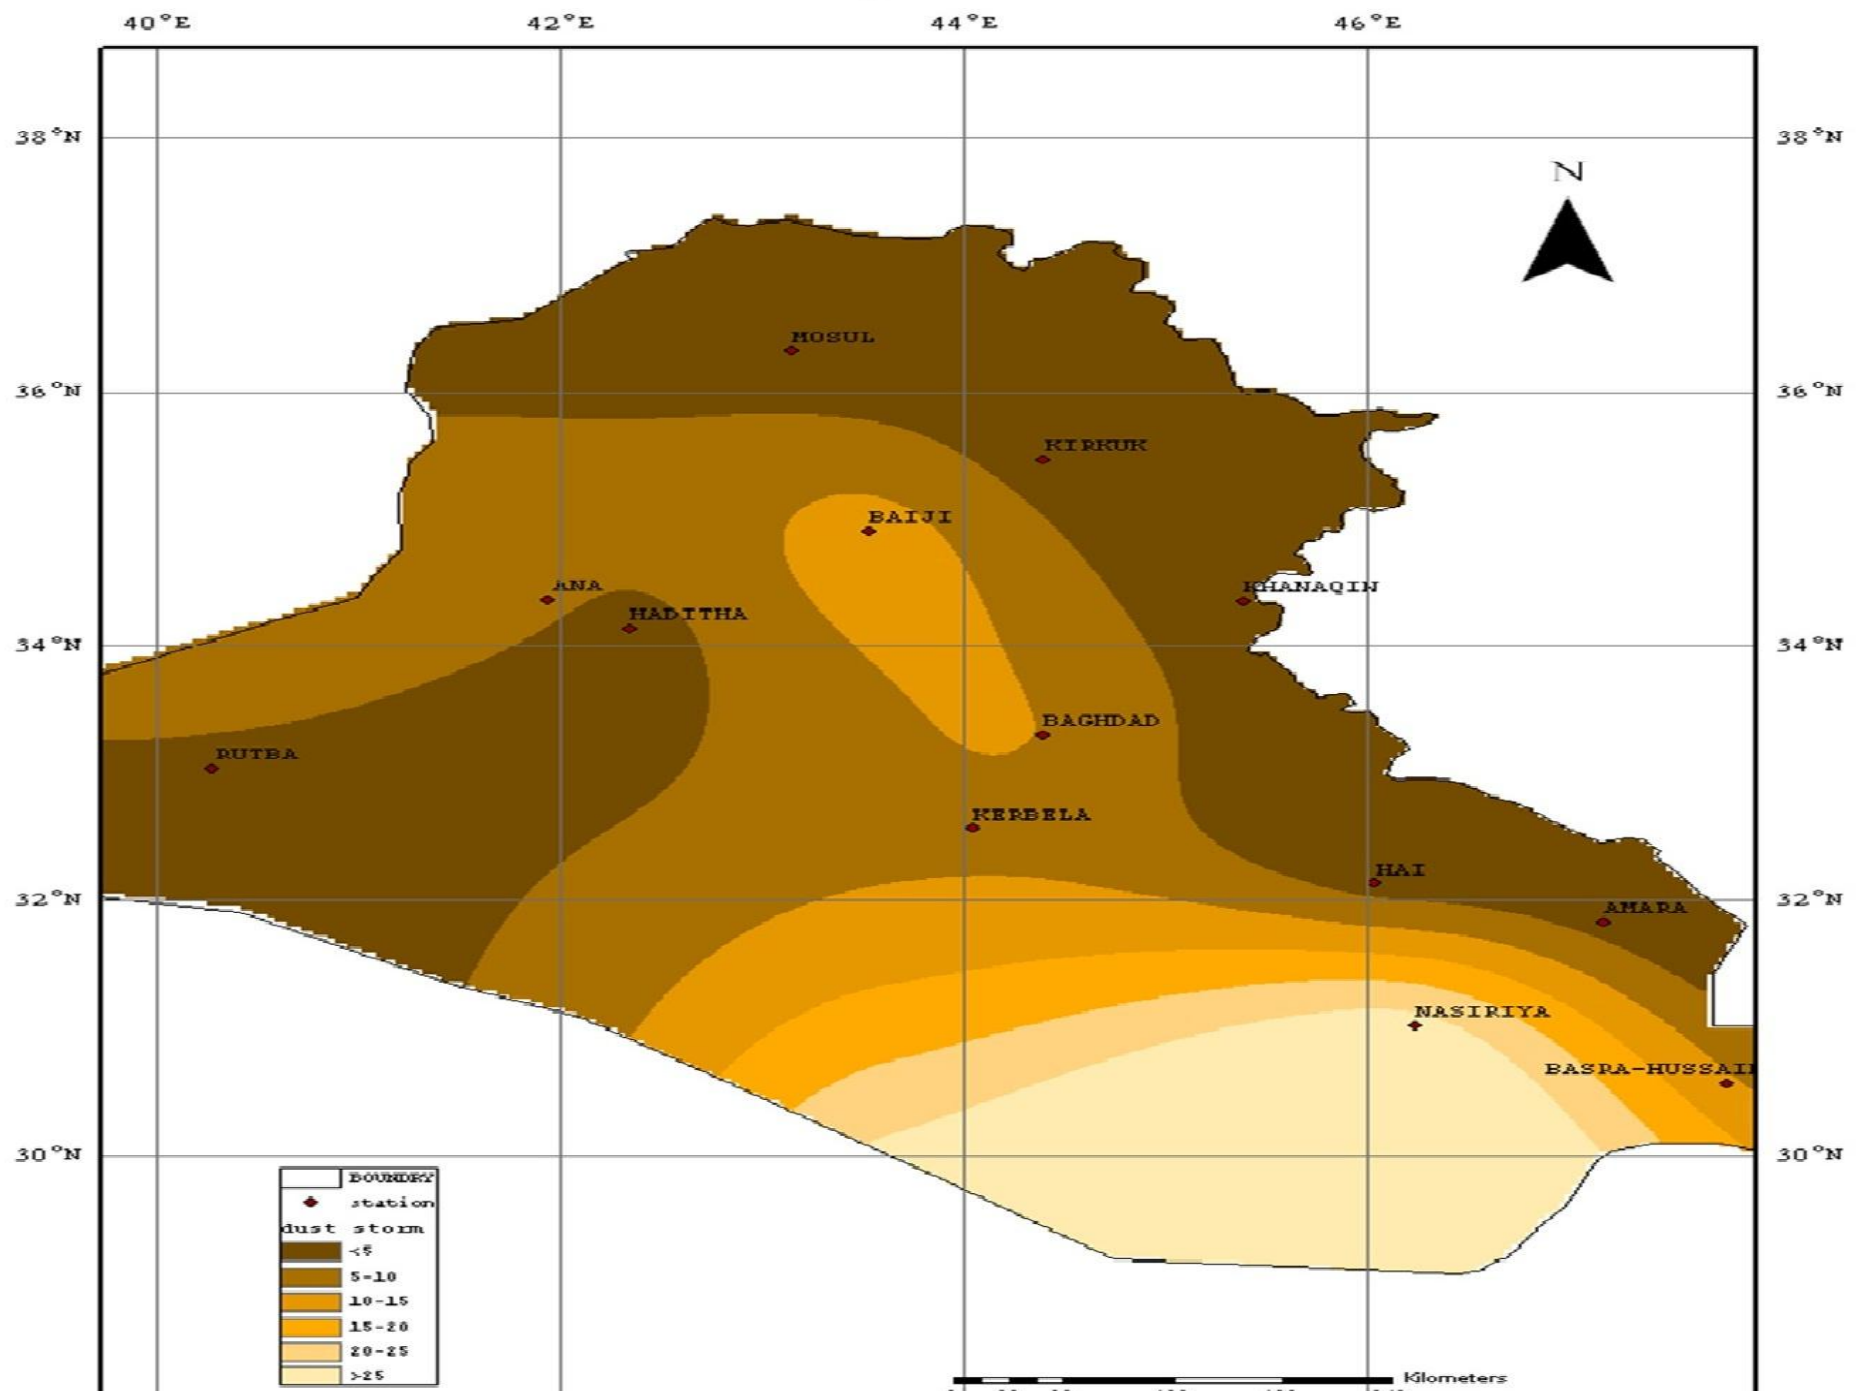 40°E 42°E 44°E 46°E
38°N 38°N
N
MOSUL
36°N 36°N
KIRKUK
BAIJI
ANA
KHANAQIN
HADITHA
34°N 34°N
BAGHDAD
RUTBA
KERBELA
HAI
32°N 32°N
AMARA
NASIRIYA
BASRA-HUSSAI
30°N 30°N
BOUNDRY
station
dust storm
<5
5-10
10-15
15-20
20-25
>25
Kilometers